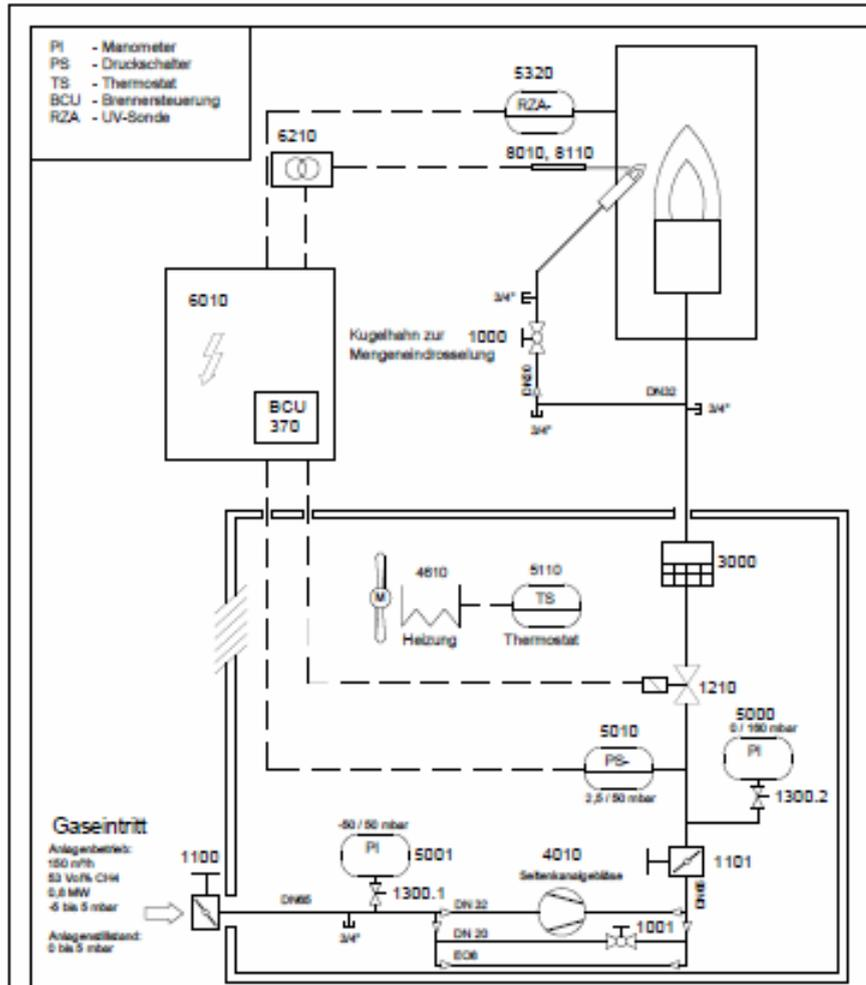 PI - Manometer
PS - Druckschalter
TS - Thermostat
BCU - Brennersteuerung
RZA - UV-Sonde
5320
RZA-
6210
8010, 8110
6010
3/4"
Kugelhahn zur
Mengeneindrosselung
1000
DN20
DN32
3/4"
3/4"
BCU
370
3000
4610
5110
M
TS
Heizung
Thermostat
1210
5010
PS-
2,5 / 50 mbar
5000
0 / 160 mbar
PI
1300.2
Gaseintritt
Anlagenbetrieb:
150 m³/h
53 Vol% CH4
0,8 MW
-5 bis 5 mbar
Anlagenstillstand:
0 bis 5 mbar
1100
-50 / 50 mbar
PI
5001
1300.1
4010
Seitenkanalgebläse
1101
DN65
DN65
3/4"
DN 32
DN 20
1001